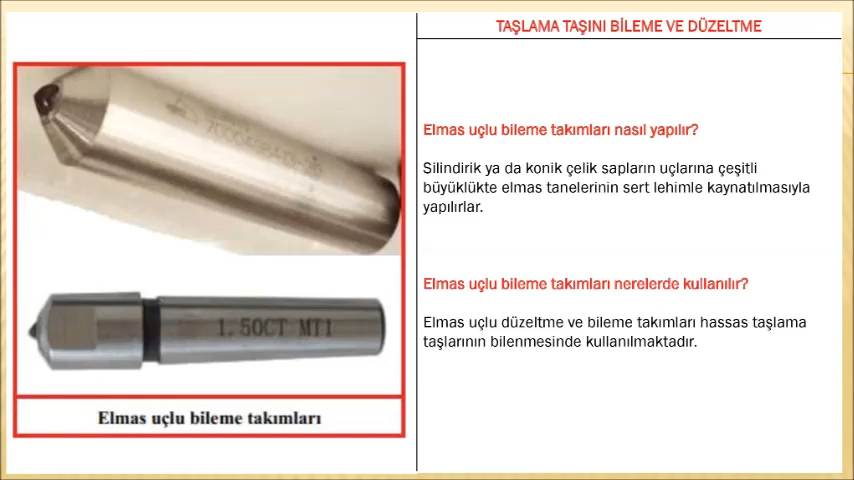 TAŞLAMA TAŞINI BİLEME VE DÜZELTME
Elmas uçlu bileme takımları nasıl yapılır?
Silindirik ya da konik çelik sapların uçlarına çeşitli
büyüklükte elmas tanelerinin sert lehimle kaynatılmasıyla
yapılırlar.
Elmas uçlu bileme takımları nerelerde kullanılır?
Elmas uçlu düzeltme ve bileme takımları hassas taşlama
taşlarının bilenmesinde kullanılmaktadır.
1.50CT MT1
Elmas uçlu bileme takımları